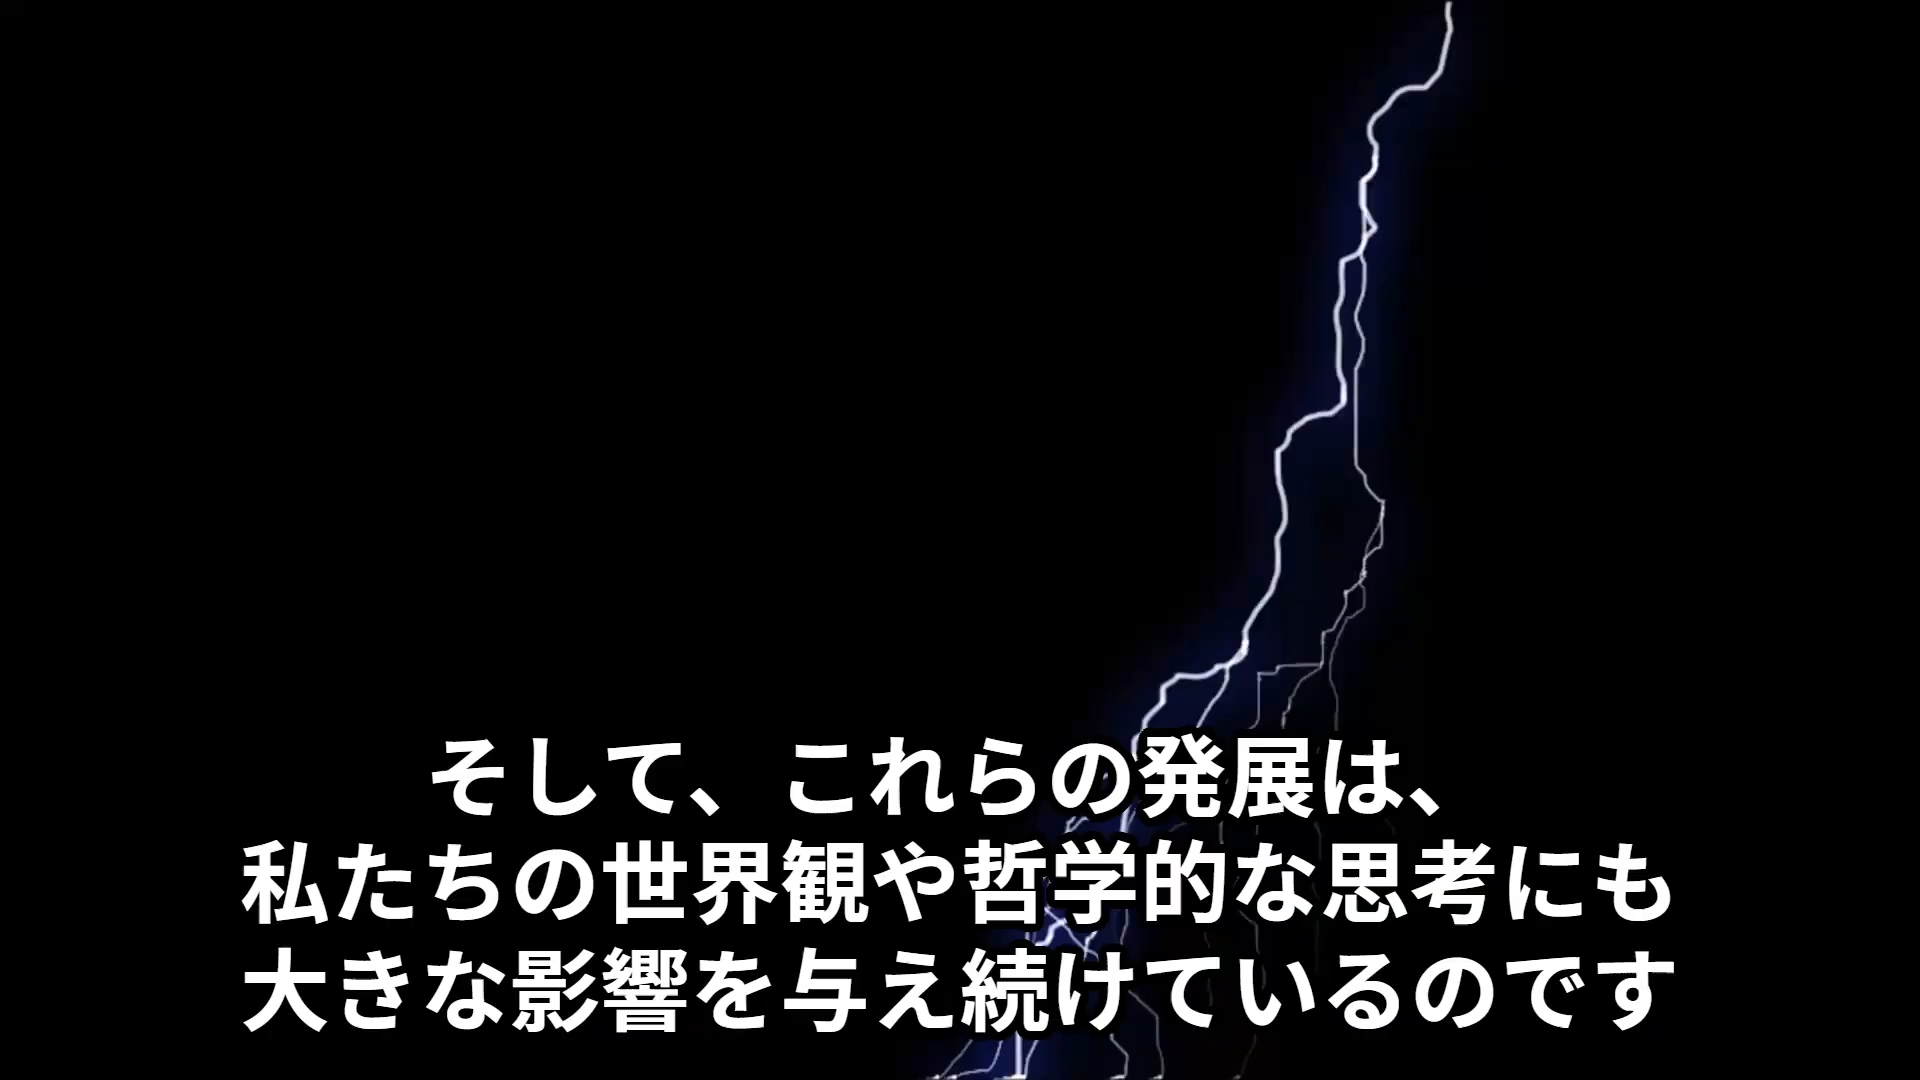 そして、これらの発展は、
私たちの世界観や哲学的な思考にも
大きな影響を与え続けているのです